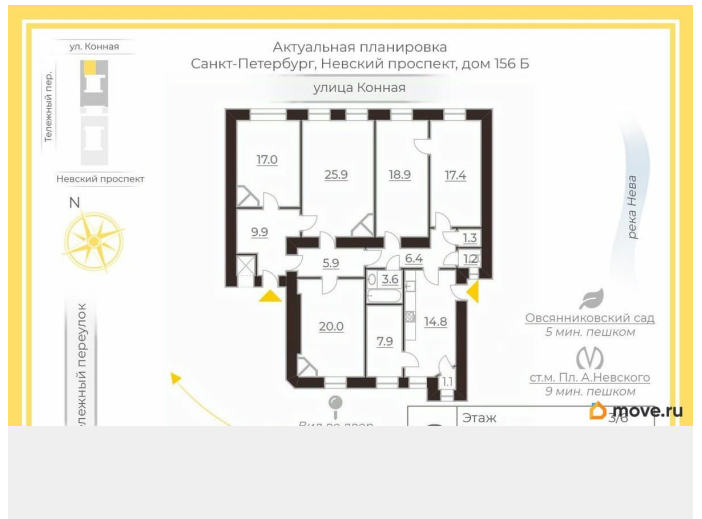 ул. Конная
Тележный пер.
Невский проспект
N
Актуальная планировка
Санкт-Петербург, Невский проспект, дом 156 Б
улица Конная
17.0
25.9
18.9
17.4
9.9
1.3
5.9
6.4
1.2
3.6
20.0
7.9
14.8
1.1
река Нева
Овсянниковский сад
5 мин. пешком
ст.м. Пл. А.Невского
9 мин. пешком
переулок
Этаж
move.ru